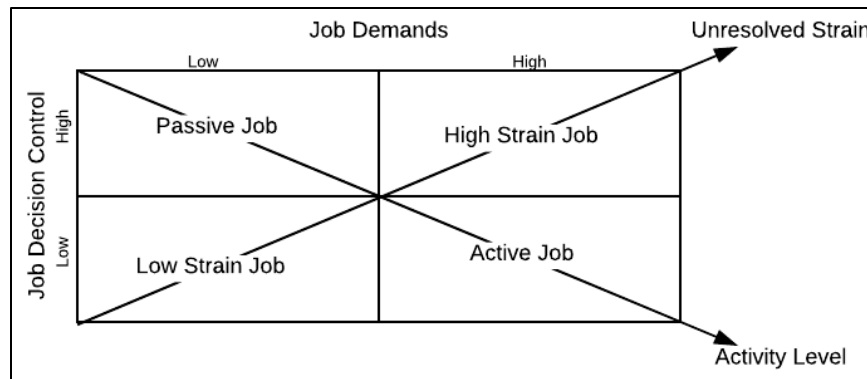 Job Demands
Unresolved Strain
Low
High
Job Decision Control
High
Low
Passive Job
High Strain Job
Low Strain Job
Active Job
Activity Level